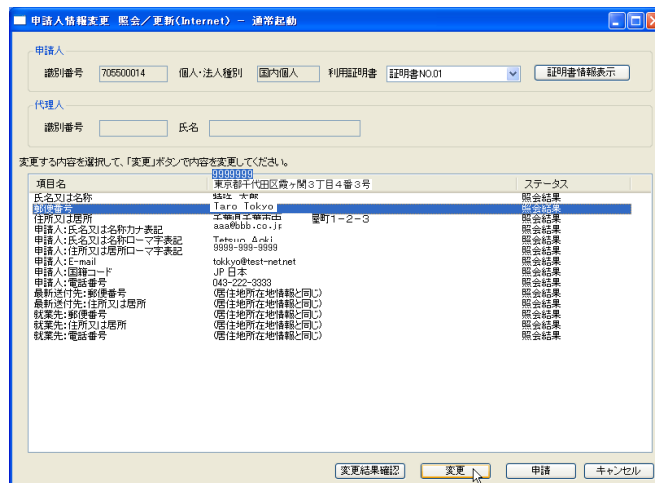 申請人情報変更 照会／更新(Internet) － 通常起動
申請人
識別番号 705500014 個人・法人種別 国内個人 利用証明書 証明書NO.01 証明書情報表示
代理人
識別番号 氏名
変更する内容を選択して、「変更」ボタンで内容を変更してください。
9999999
項目名 東京都千代田区霞ヶ関3丁目4番3号 ステータス
氏名又は名称 照会結果
郵便番号 Taro Tokyo 照会結果
住所又は居所 屋町1－2－3 照会結果
申請人:氏名又は名称カナ表記 aaa@bbb.co.jp 照会結果
申請人:氏名又は名称ローマ字表記 Tetsuo Aoki 照会結果
申請人:住所又は居所ローマ字表記 9999-999-9999 照会結果
申請人:E-mail tokkyo@test-net.net 照会結果
申請人:国籍コード JP 日本 照会結果
申請人:電話番号 043-222-3333 照会結果
最新送付先:郵便番号 (居住地所在地情報と同じ) 照会結果
最新送付先:住所又は居所 (居住地所在地情報と同じ) 照会結果
就業先:郵便番号 (居住地所在地情報と同じ) 照会結果
就業先:住所又は居所 (居住地所在地情報と同じ) 照会結果
就業先:電話番号 (居住地所在地情報と同じ) 照会結果
変更結果確認 変更 申請 キャンセル